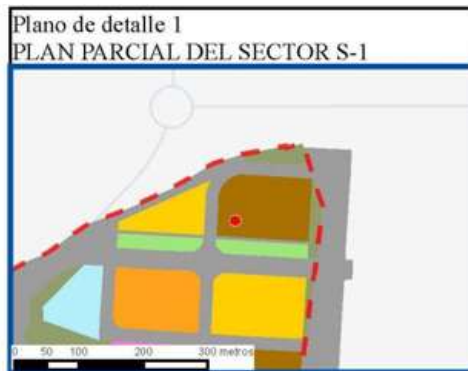 Plano de detalle 1
PLAN PARCIAL DEL SECTOR S-1
0 50 100 200 300 metros